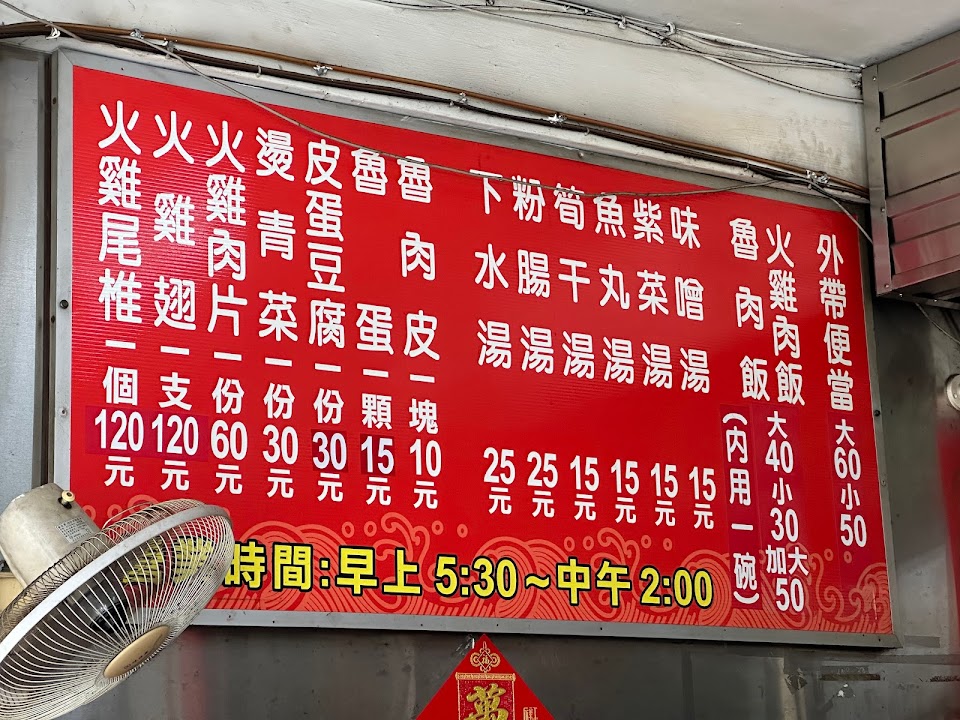 外帶便當大60小50
火雞肉飯大40小30加大50
魯肉飯(內用一碗)
味噌湯15元
紫菜湯15元
魚丸湯15元
筍干湯15元
粉腸湯25元
下水湯25元
魯肉皮一塊10元
魯蛋一顆15元
皮蛋豆腐一份30元
燙青菜一份30元
火雞肉片一份60元
火雞翅一支120元
火雞尾椎一個120元
時間:早上5:30~中午2:00
福
萬